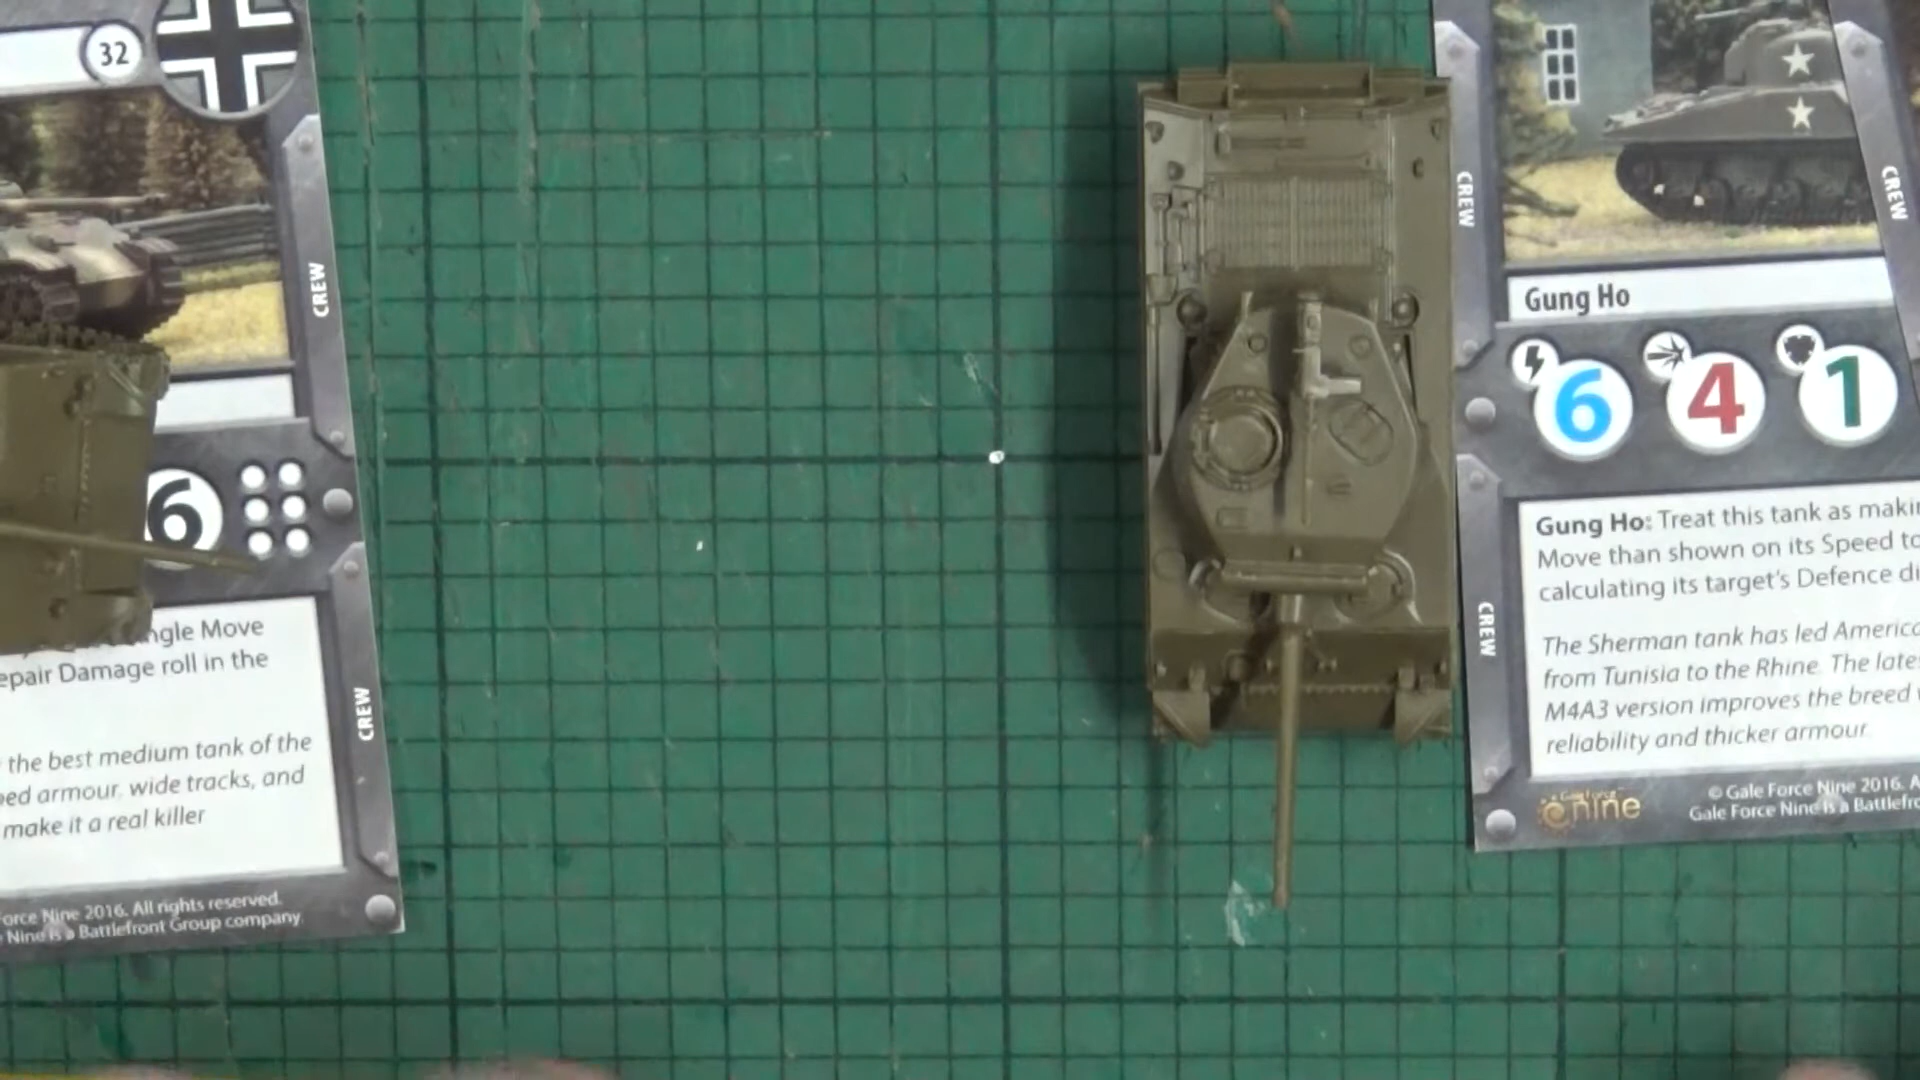 32
CREW
6
ngle Move
epair Damage roll in the
the best medium tank of the
ed armour, wide tracks, and
make it a real killer
CREW
orce Nine 2016. All rights reserved.
Nine is a Battlefront Group company.
CREW
CREW
Gung Ho
6 4 1
Gung Ho: Treat this tank as makin
Move than shown on its Speed to
calculating its target's Defence di
The Sherman tank has led America
from Tunisia to the Rhine. The lates
M4A3 version improves the breed
reliability and thicker armour.
CREW
Gale Force nine
© Gale Force Nine 2016. A
Gale Force Nine is a Battlefro